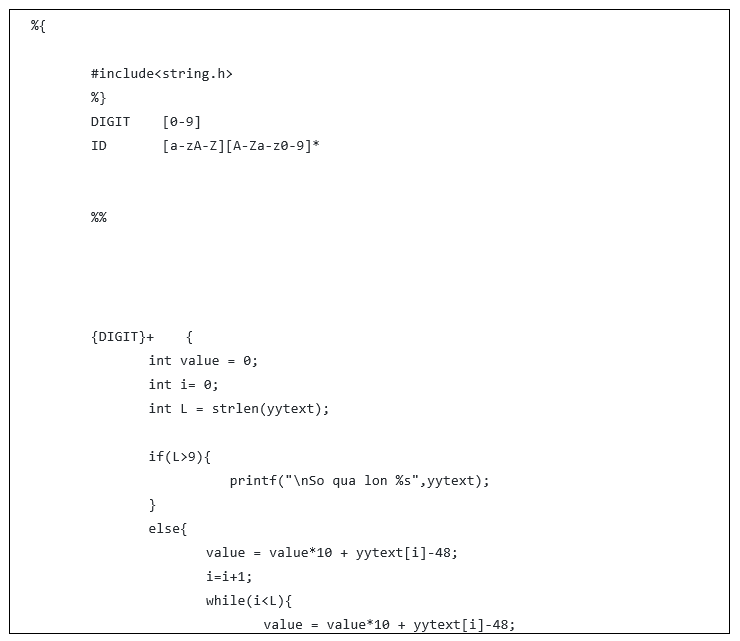 %{
#include<string.h>
%}
DIGIT    [0-9]
ID       [a-zA-Z][A-Za-z0-9]*
%%
{DIGIT}+    {
int value = 0;
int i= 0;
int L = strlen(yytext);
if(L>9){
printf("\nSo qua lon %s",yytext);
}
else{
value = value*10 + yytext[i]-48;
i=i+1;
while(i<L){
value = value*10 + yytext[i]-48;